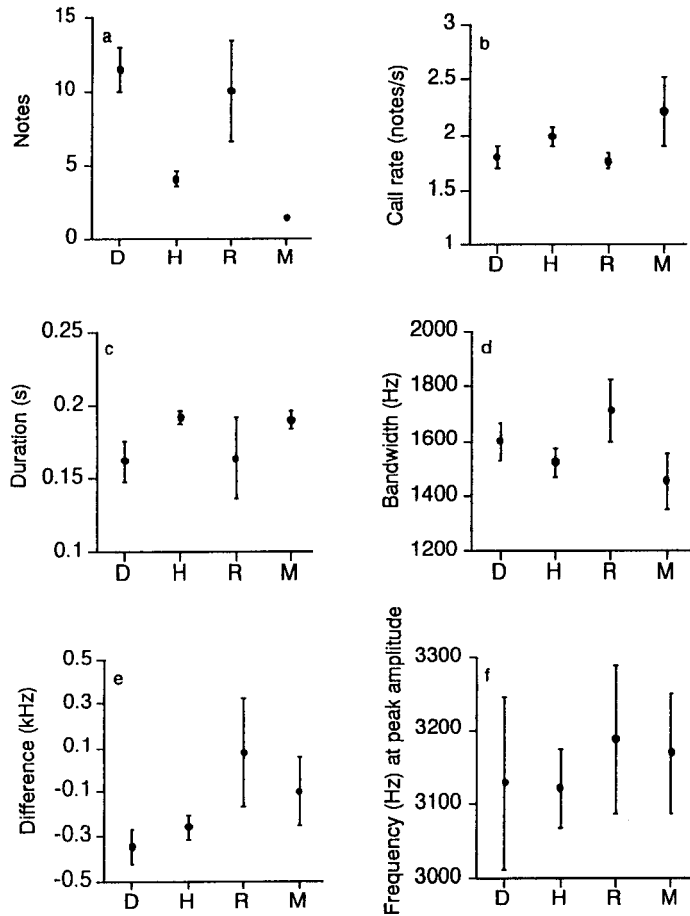 a
15
10
5
0
Notes
D H R M
b
3
2.5
2
1.5
1
Call rate (notes/s)
D H R M
c
0.25
0.2
0.15
0.1
Duration (s)
D H R M
d
2000
1800
1600
1400
1200
Bandwidth (Hz)
D H R M
e
0.5
0.3
0.1
-0.1
-0.3
-0.5
Difference (kHz)
D H R M
f
3300
3200
3100
3000
Frequency (Hz) at peak amplitude
D H R M